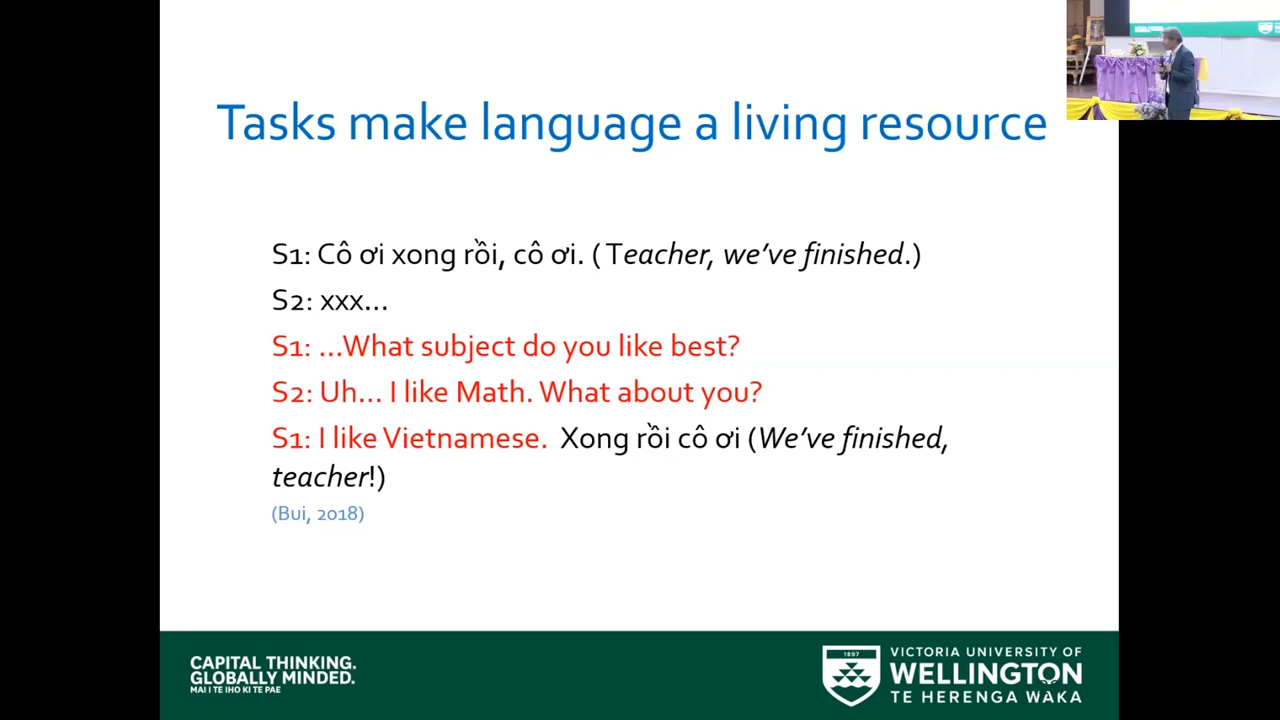 Tasks make language a living resource
S1: Cô ơi xong rồi, cô ơi. ( Teacher, we’ve finished.)
S2: xxx…
S1: …What subject do you like best?
S2: Uh… I like Math. What about you?
S1: I like Vietnamese. Xong rồi cô ơi (We’ve finished,
teacher!)
(Bui, 2018)
CAPITAL THINKING.
GLOBALLY MINDED.
MAI I TE IHO KI TE PAE
1897
VICTORIA UNIVERSITY OF
WELLINGTON
TE HERENGA WAKA